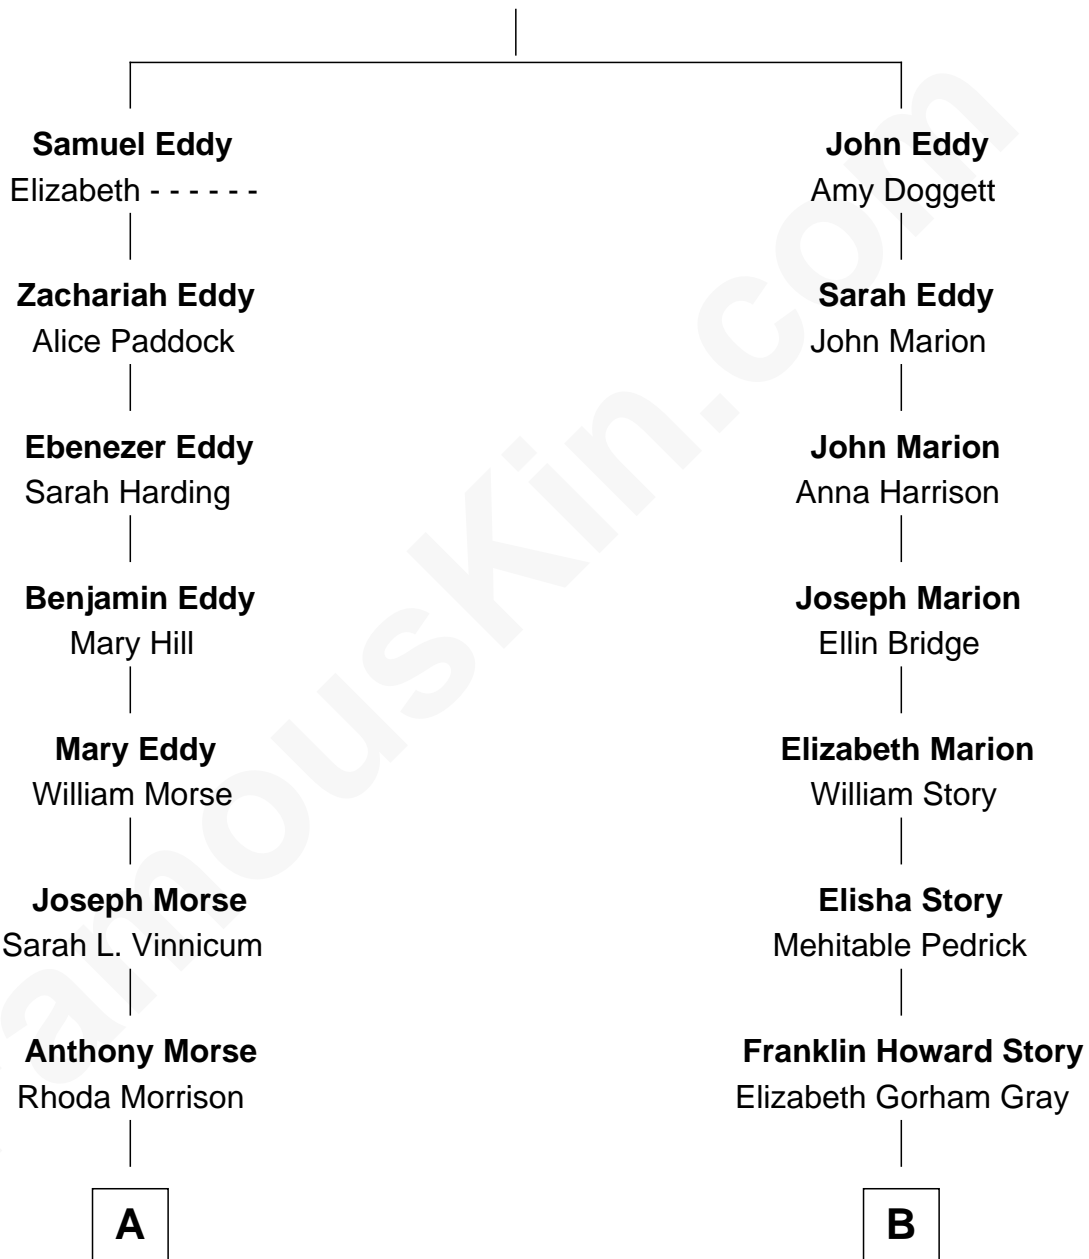 Samuel Eddy
Elizabeth - - - - - -
John Eddy
Amy Doggett
Zachariah Eddy
Alice Paddock
Sarah Eddy
John Marion
Ebenezer Eddy
Sarah Harding
John Marion
Anna Harrison
Benjamin Eddy
Mary Hill
Joseph Marion
Ellin Bridge
Mary Eddy
William Morse
Elizabeth Marion
William Story
Joseph Morse
Sarah L. Vinnicum
Elisha Story
Mehitable Pedrick
Anthony Morse
Rhoda Morrison
Franklin Howard Story
Elizabeth Gorham Gray
A
B
amousKin.com